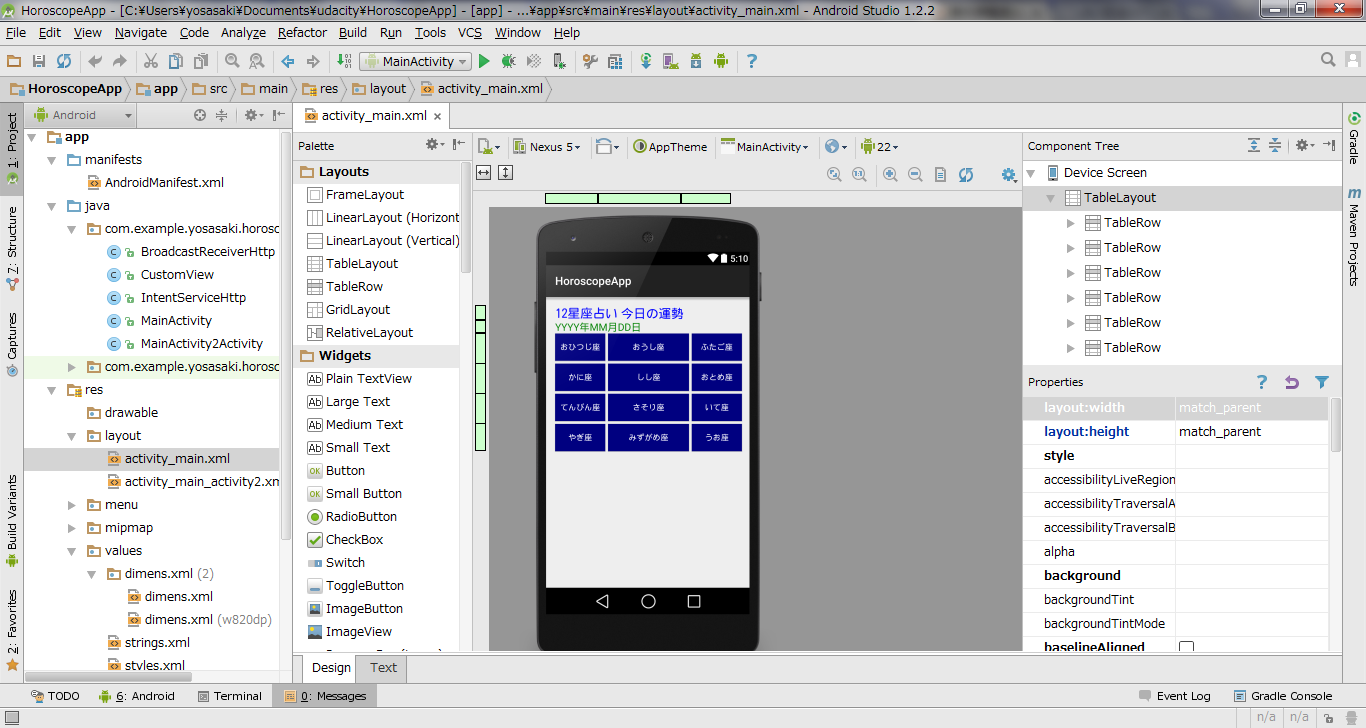 HoroscopeApp - [C:¥Users¥yosasaki¥Documents¥udacity¥HoroscopeApp] - [app] - ...¥app¥src¥main¥res¥layout¥activity_main.xml - Android Studio 1.2.2
File Edit View Navigate Code Analyze Refactor Build Run Tools VCS Window Help
MainActivity
HoroscopeApp app src main res layout activity_main.xml
1: Project
7: Structure
Captures
Build Variants
2: Favorites
Android
app
manifests
AndroidManifest.xml
java
com.example.yosasaki.horosc
BroadcastReceiverHttp
CustomView
IntentServiceHttp
MainActivity
MainActivity2Activity
com.example.yosasaki.horosc
res
drawable
layout
activity_main.xml
activity_main_activity2.xm
menu
mipmap
values
dimens.xml (2)
dimens.xml
dimens.xml (w820dp)
strings.xml
styles.xml
activity_main.xml
Palette
Layouts
FrameLayout
LinearLayout (Horizont
LinearLayout (Vertical)
TableLayout
TableRow
GridLayout
RelativeLayout
Widgets
Plain TextView
Large Text
Medium Text
Small Text
Button
Small Button
RadioButton
CheckBox
Switch
ToggleButton
ImageButton
ImageView
Nexus 5 AppTheme MainActivity 22
5:10
HoroscopeApp
12星座占い 今日の運勢
YYYY年MM月DD日
おひつじ座 おうし座 ふたご座
かに座 しし座 おとめ座
てんびん座 さそり座 いて座
やぎ座 みずがめ座 うお座
Design Text
Component Tree
Device Screen
TableLayout
TableRow
TableRow
TableRow
TableRow
TableRow
TableRow
Properties
layout:width match_parent
layout:height match_parent
style
accessibilityLiveRegion
accessibilityTraversalA
accessibilityTraversalB
alpha
background
backgroundTint
backgroundTintMode
baselineAligned
Gradle
Maven Projects
TODO 6: Android Terminal 0: Messages Event Log Gradle Console
n/a n/a